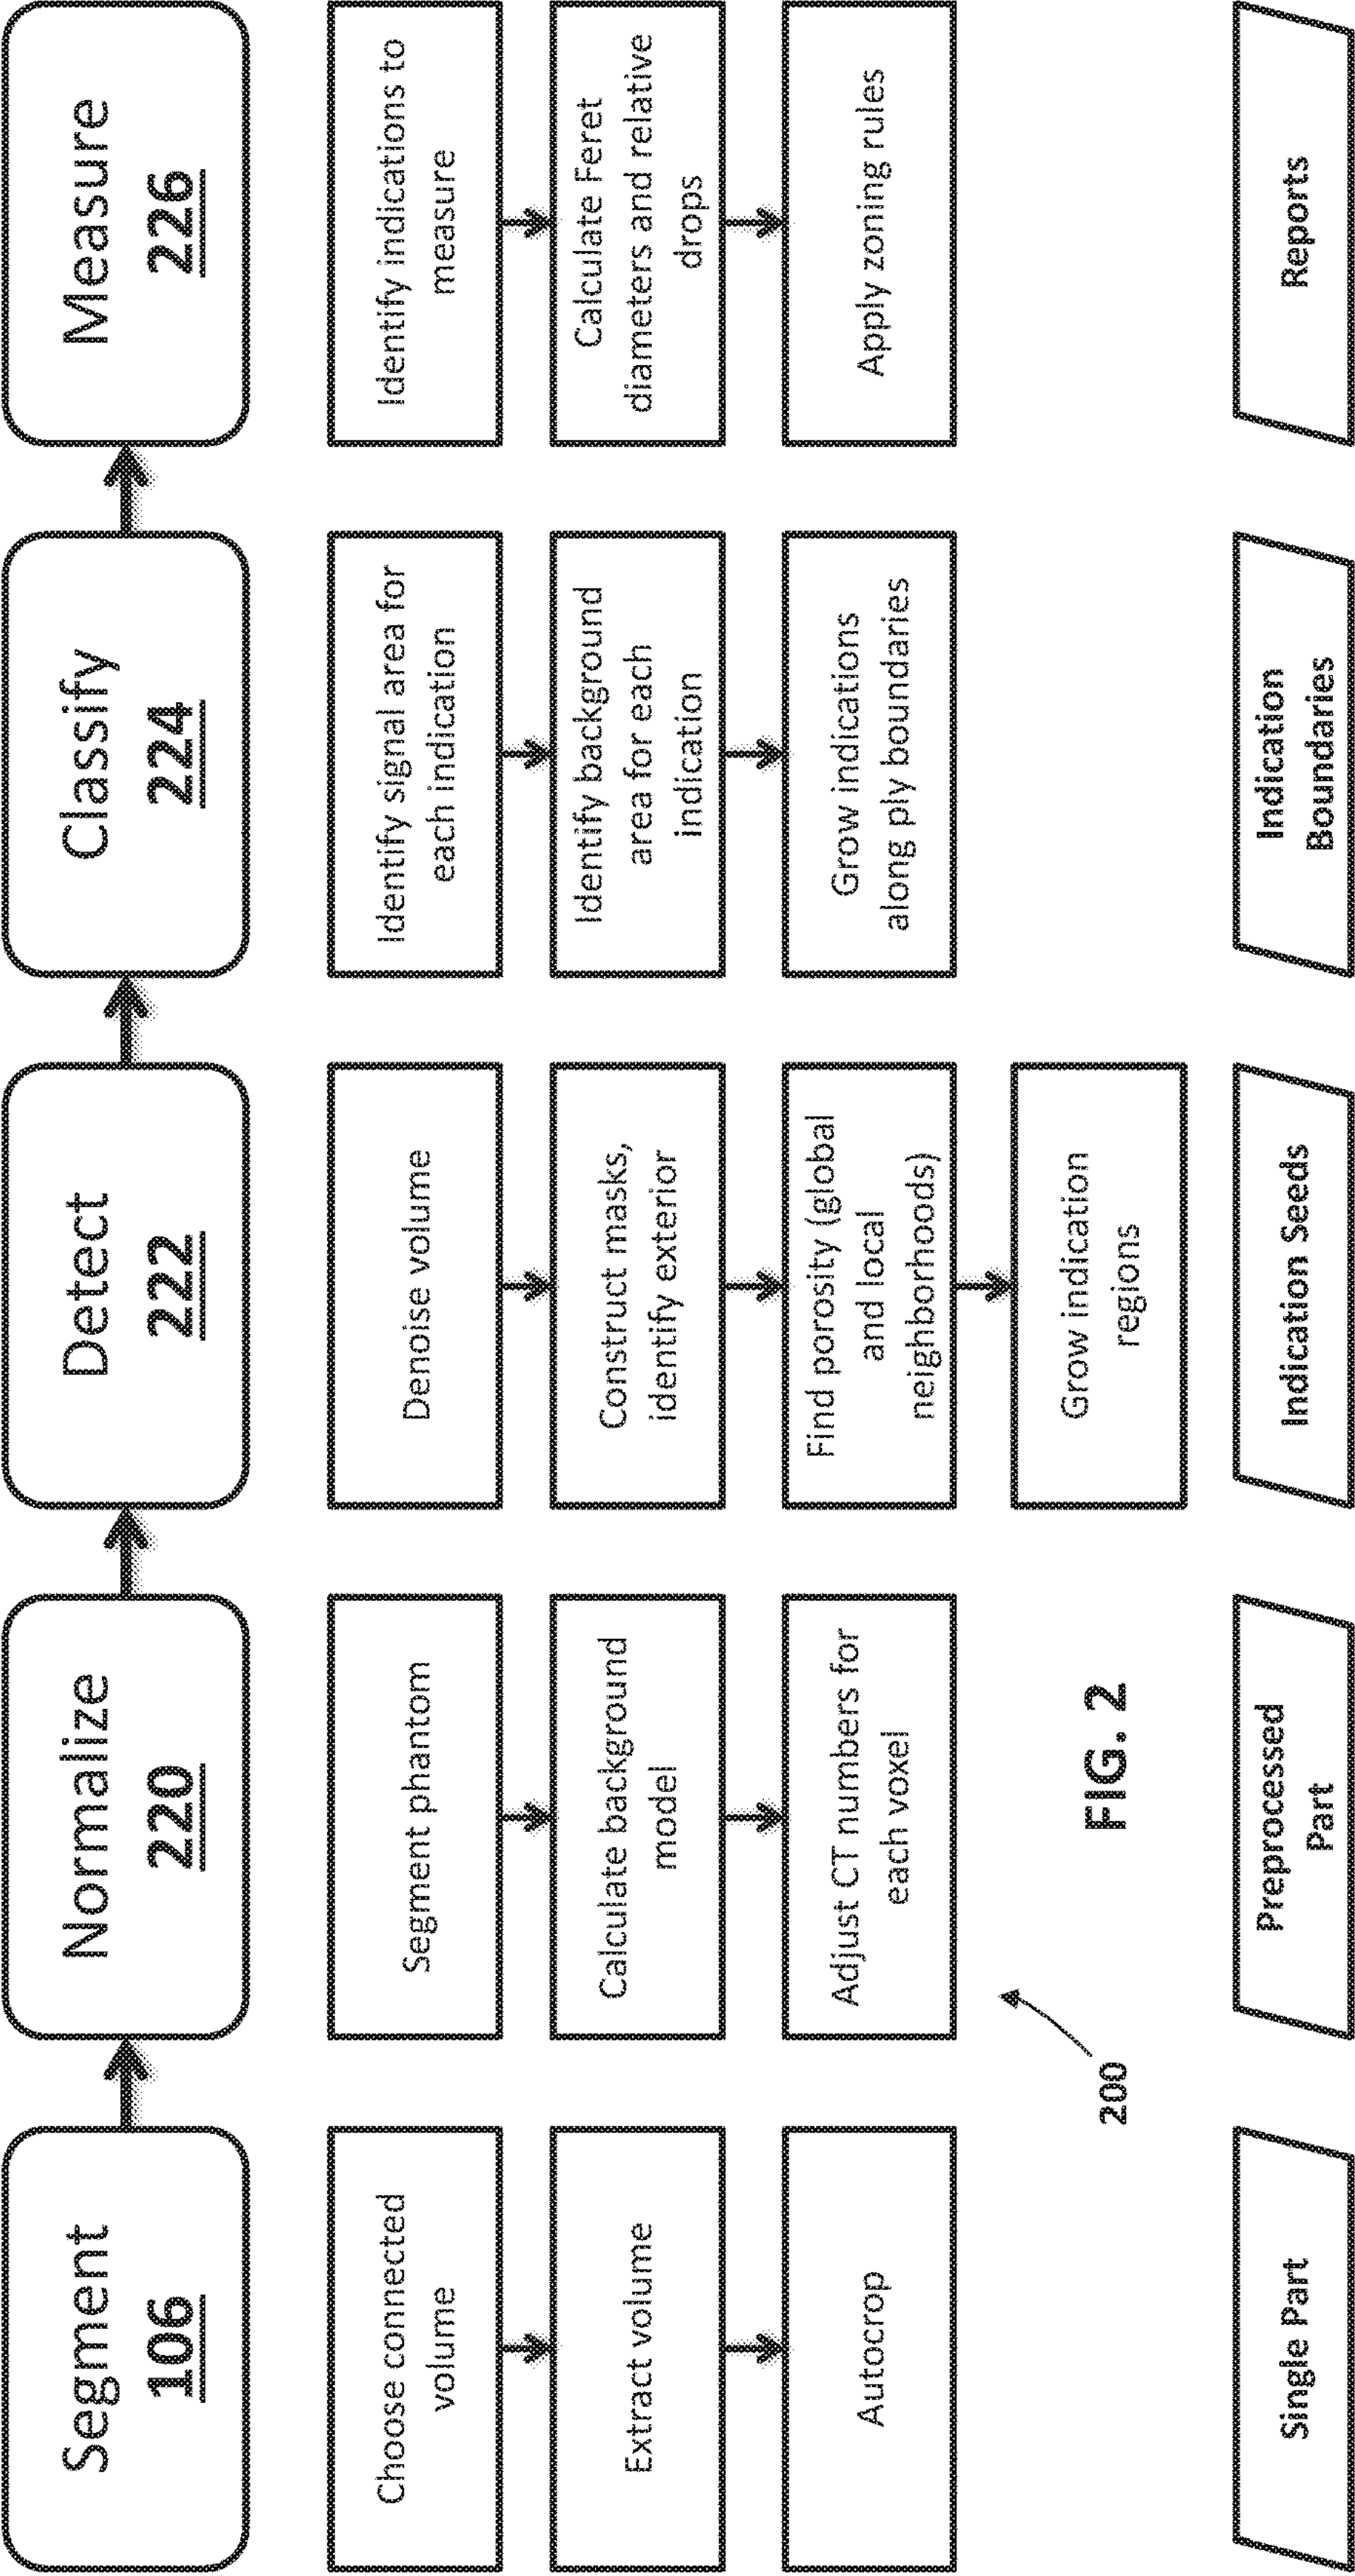 Segment
106
Choose connected
volume
Extract volume
Autocrop
Single Part
Normalize
220
Segment phantom
Calculate background
model
Adjust CT numbers for
each voxel
Preprocessed
Part
Detect
222
Denoise volume
Construct masks,
identify exterior
Find porosity (global
and local
neighborhoods)
Grow indication
regions
Indication Seeds
Classify
224
Identify signal area for
each indication
Identify background
area for each
indication
Grow indications
along ply boundaries
Indication
Boundaries
Measure
226
Identify indications to
measure
Calculate Feret
diameters and relative
drops
Apply zoning rules
Reports
200
FIG. 2